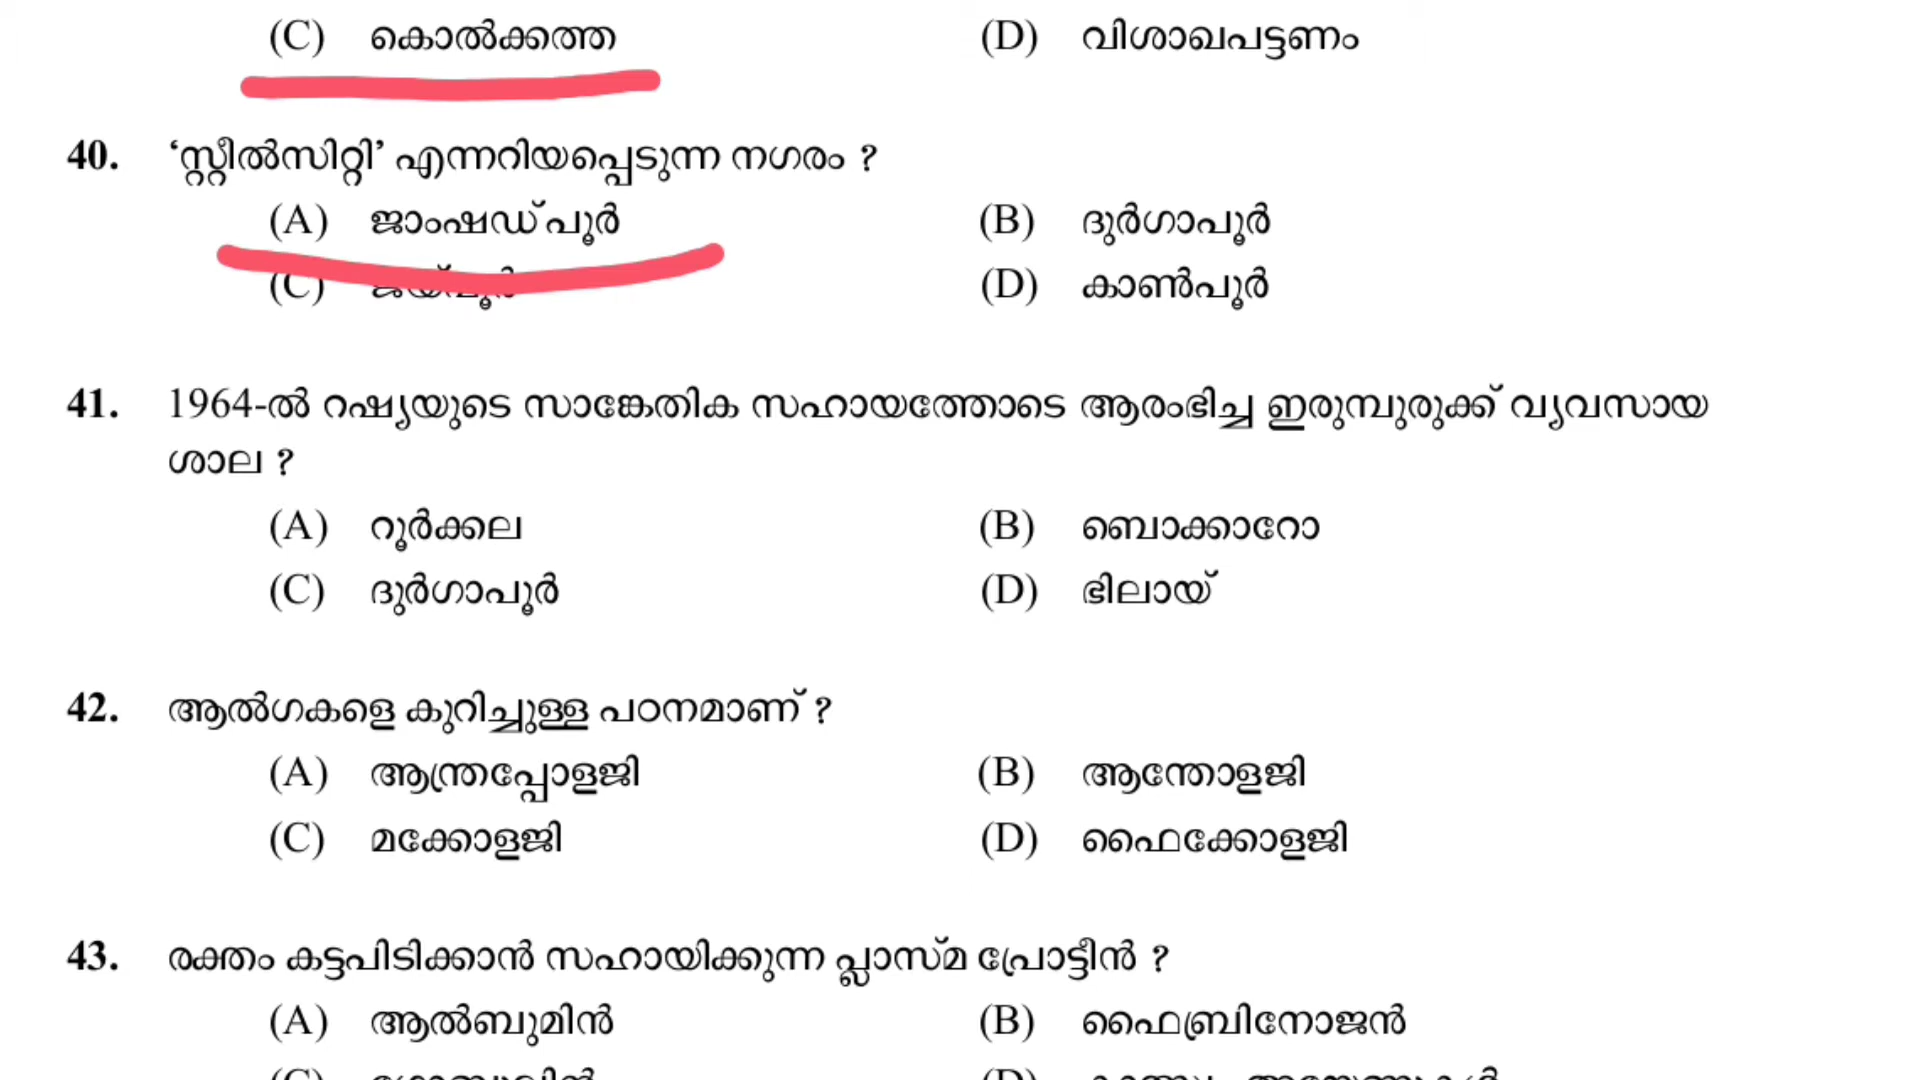 (C) കൊൽക്കത്ത (D) വിശാഖപട്ടണം
40. ‘സ്റ്റീൽസിറ്റി’ എന്നറിയപ്പെടുന്ന നഗരം ?
(A) ജാംഷഡ്പൂർ (B) ദുർഗാപൂർ
(C) ജയ്പൂർ (D) കാൺപൂർ
41. 1964-ൽ റഷ്യയുടെ സാങ്കേതിക സഹായത്തോടെ ആരംഭിച്ച ഇരുമ്പുരുക്ക് വ്യവസായ
ശാല ?
(A) റൂർക്കല (B) ബൊക്കാറോ
(C) ദുർഗാപൂർ (D) ഭിലായ്
42. ആൽഗകളെ കുറിച്ചുള്ള പഠനമാണ് ?
(A) ആന്ത്രപ്പോളജി (B) ആന്തോളജി
(C) മക്കോളജി (D) ഫൈക്കോളജി
43. രക്തം കട്ടപിടിക്കാൻ സഹായിക്കുന്ന പ്ലാസ്മ പ്രോട്ടീൻ ?
(A) ആൽബുമിൻ (B) ഫൈബ്രിനോജൻ
(C) ഗ്ലോബുലിൻ (D)